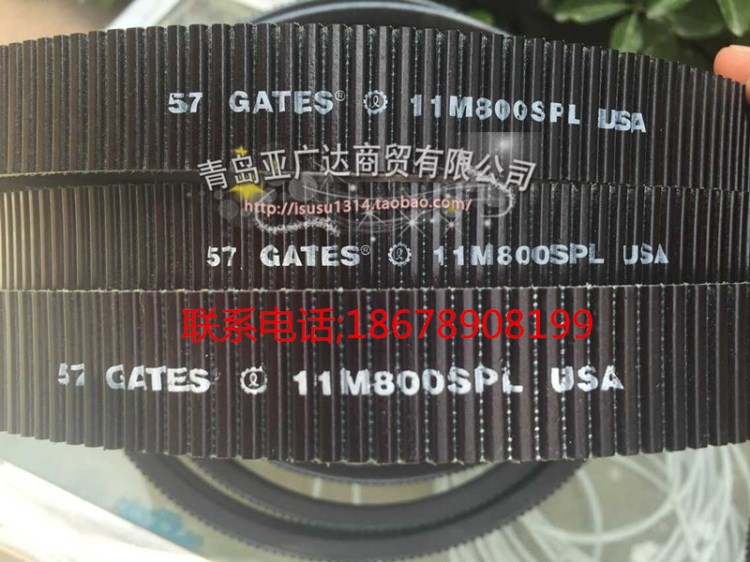 57 GATES® 11M800SPL USA
青岛亚广达商贸有限公司
http://isusu1314.taobao.com/
57 GATES® 11M800SPL USA
联系电话;18678908199
57 GATES® 11M800SPL USA